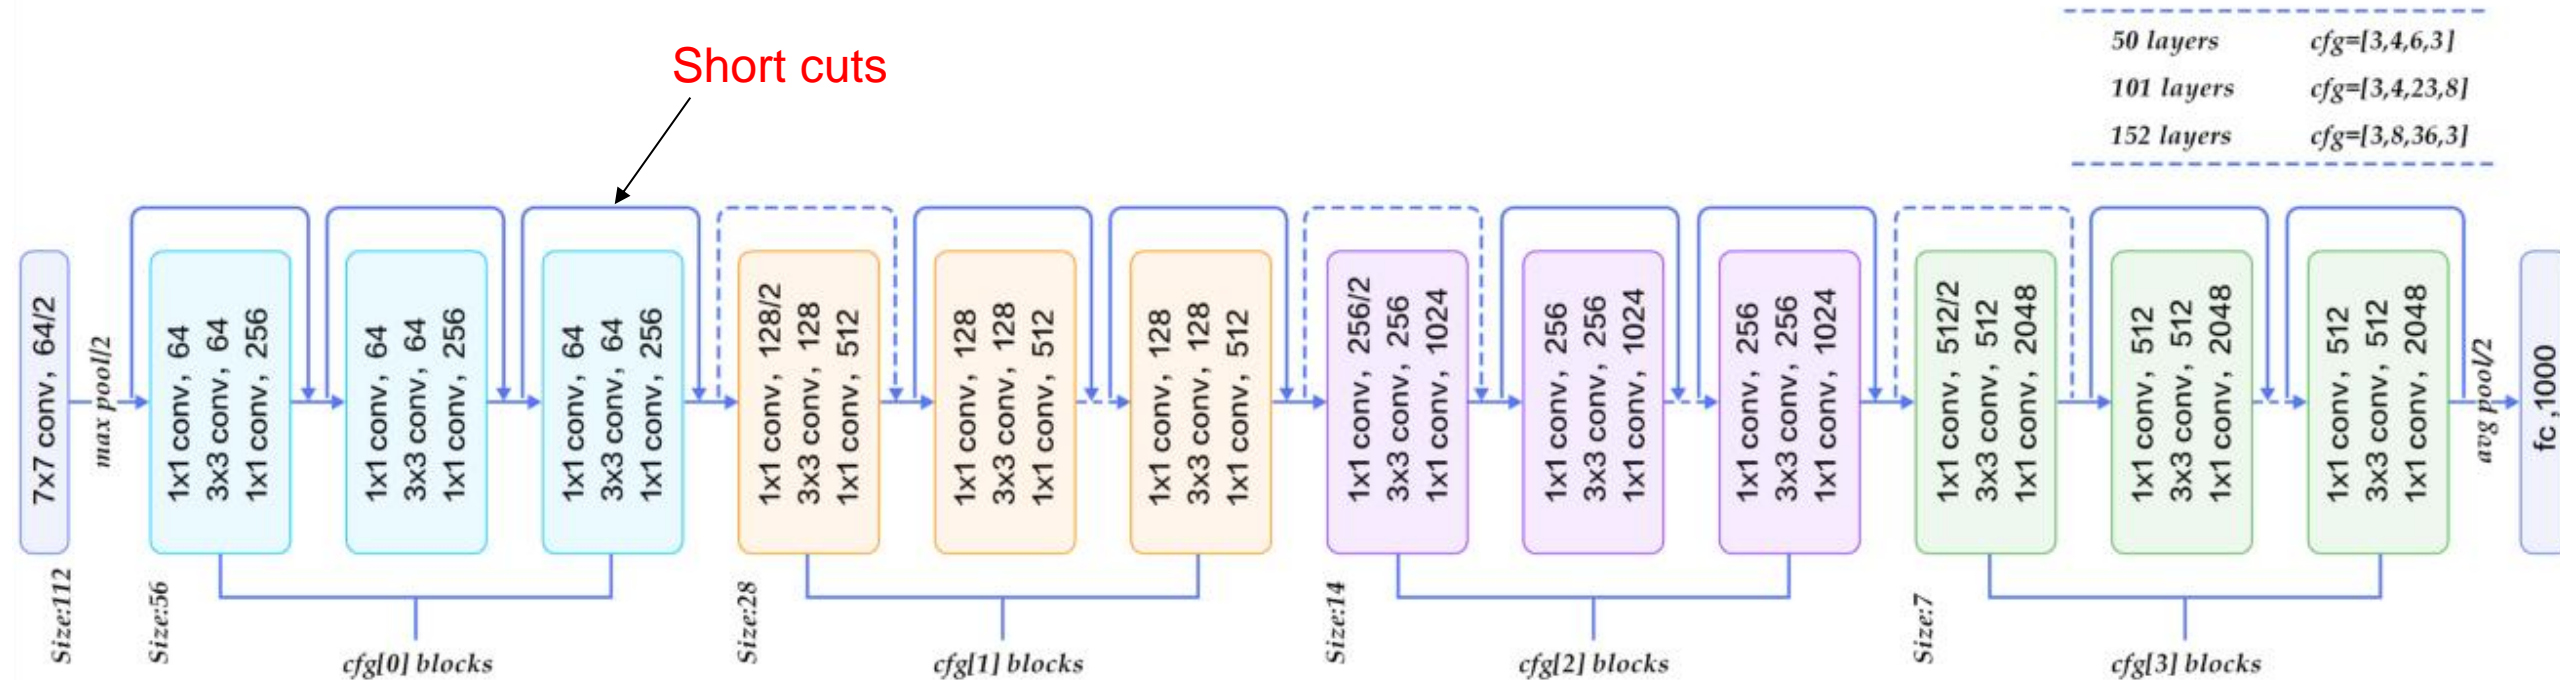 50 layers cfg=[3,4,6,3]
101 layers cfg=[3,4,23,8]
152 layers cfg=[3,8,36,3]
Short cuts
7x7 conv, 64/2
max pool/2
1x1 conv, 64
3x3 conv, 64
1x1 conv, 256
1x1 conv, 64
3x3 conv, 64
1x1 conv, 256
1x1 conv, 64
3x3 conv, 64
1x1 conv, 256
1x1 conv, 128/2
3x3 conv, 128
1x1 conv, 512
1x1 conv, 128
3x3 conv, 128
1x1 conv, 512
1x1 conv, 128
3x3 conv, 128
1x1 conv, 512
1x1 conv, 256/2
3x3 conv, 256
1x1 conv, 1024
1x1 conv, 256
3x3 conv, 256
1x1 conv, 1024
1x1 conv, 256
3x3 conv, 256
1x1 conv, 1024
1x1 conv, 512/2
3x3 conv, 512
1x1 conv, 2048
1x1 conv, 512
3x3 conv, 512
1x1 conv, 2048
1x1 conv, 512
3x3 conv, 512
1x1 conv, 2048
avg pool/2
fc ,1000
Size:112
Size:56
Size:28
Size:14
Size:7
cfg[0] blocks
cfg[1] blocks
cfg[2] blocks
cfg[3] blocks